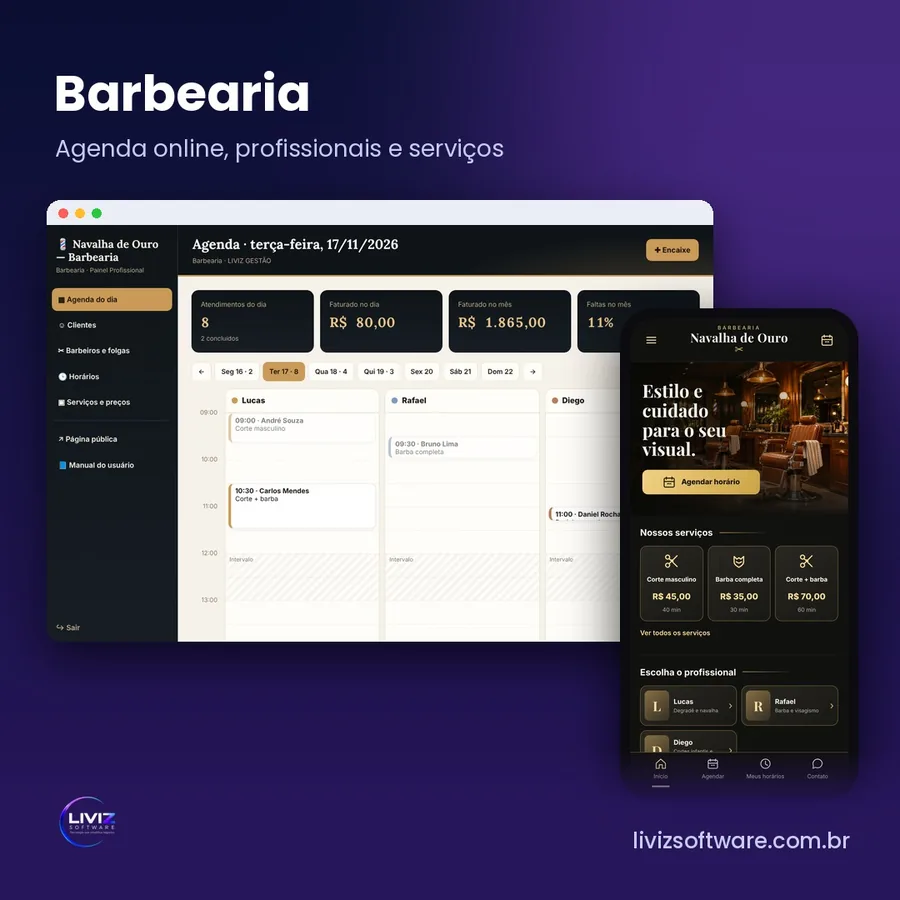 Barbearia
Agenda online, profissionais e serviços
Navalha de Ouro
— Barbearia
Barbearia · Painel Profissional
Agenda do dia
Clientes
Barbeiros e folgas
Horários
Serviços e preços
Página pública
Manual do usuário
Sair
Agenda · terça-feira, 17/11/2026
Barbearia · LIVIZ GESTÃO
+ Encaixe
Atendimentos do dia
8
2 concluídos
Faturado no dia
R$ 80,00
Faturado no mês
R$ 1.865,00
Faltas no mês
11%
← Seg 16 · 2 Ter 17 · 8 Qua 18 · 4 Qui 19 · 3 Sex 20 Sáb 21 Dom 22 →
Lucas Rafael Diego
09:00
09:00 · André Souza
Corte masculino
09:30 · Bruno Lima
Barba completa
10:00
10:30 · Carlos Mendes
Corte + barba
11:00
11:00 · Daniel Rocha
12:00
Intervalo Intervalo Intervalo
13:00
BARBEARIA
Navalha de Ouro
Estilo e
cuidado
para o seu
visual.
Agendar horário
Nossos serviços
Corte masculino
R$ 45,00
40 min
Barba completa
R$ 35,00
30 min
Corte + barba
R$ 70,00
60 min
Ver todos os serviços
Escolha o profissional
L Lucas
Degradê e navalha
R Rafael
Barba e visagismo
D Diego
Início Agendar Meus horários Contato
LIVIZ
SOFTWARE
livizsoftware.com.br